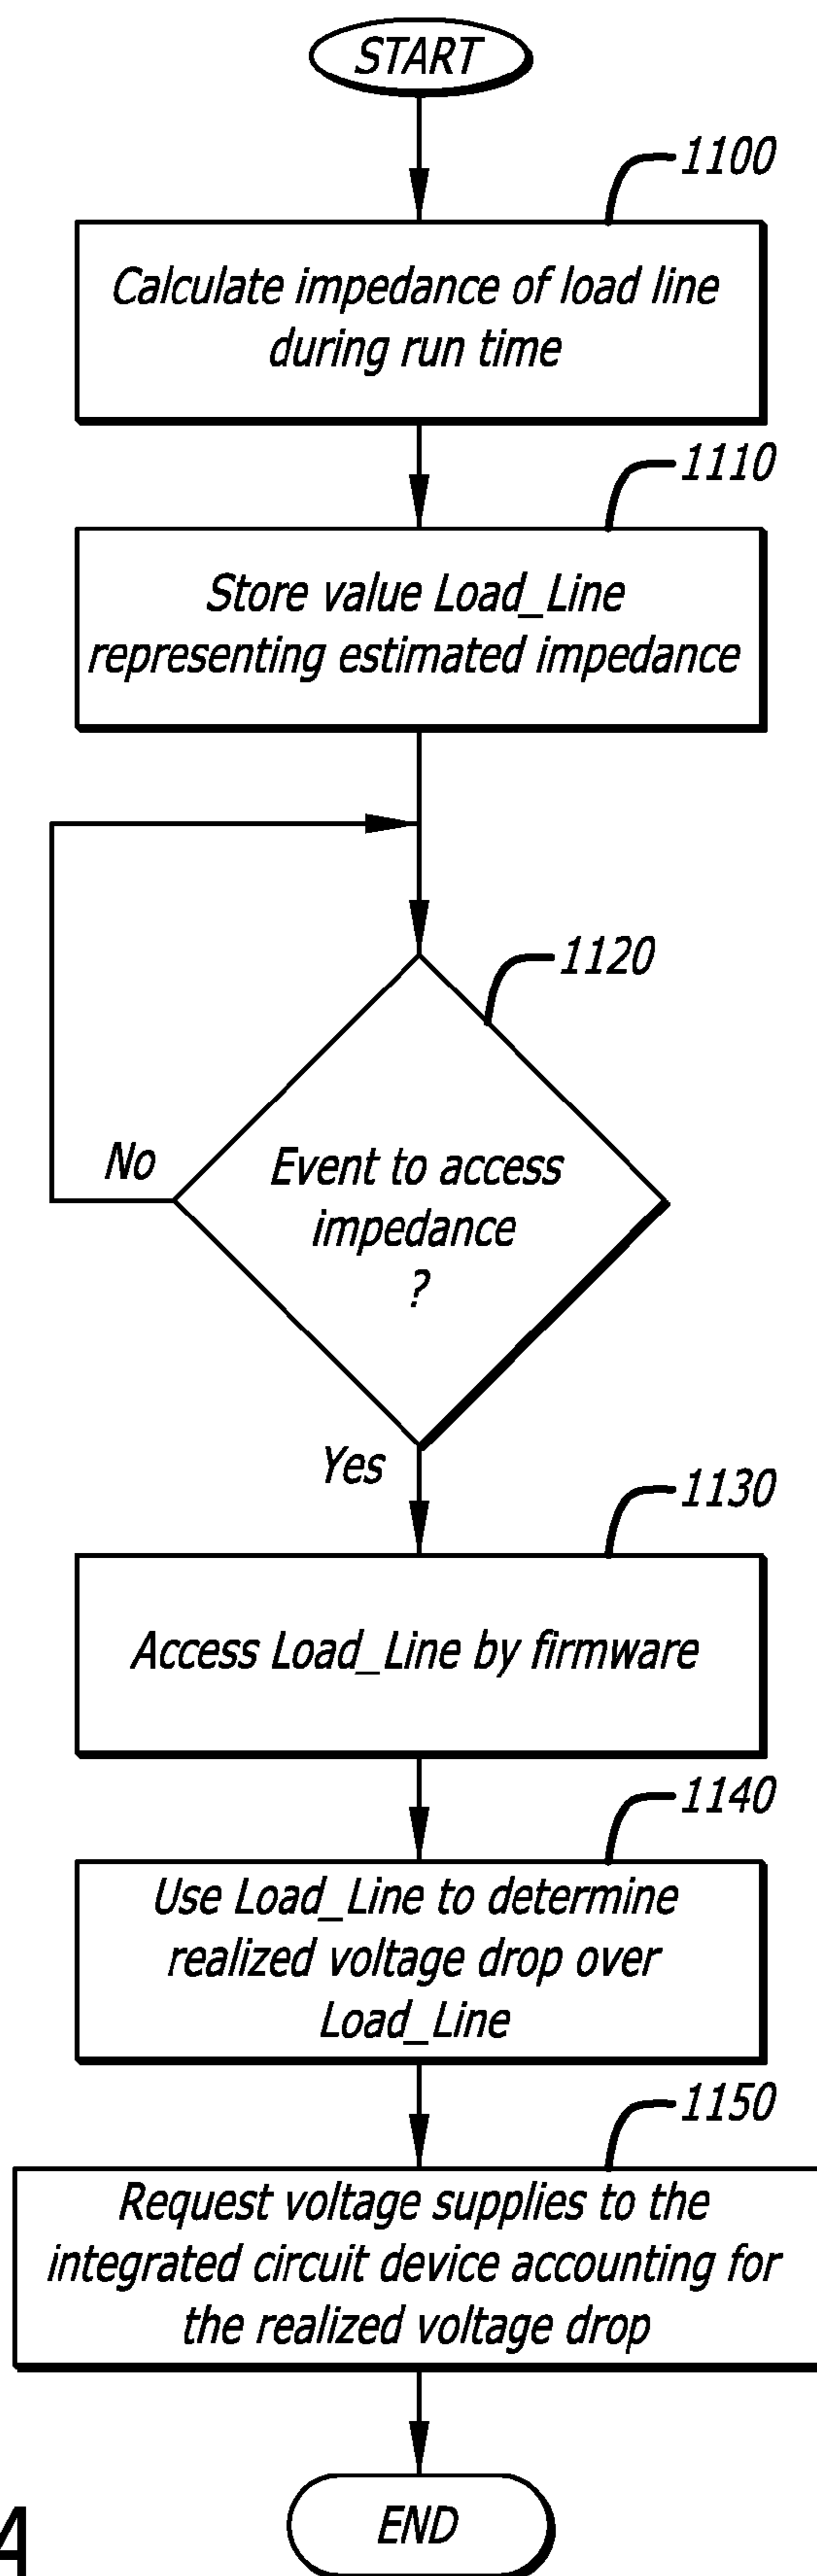 START
1100
Calculate impedance of load line
during run time
1110
Store value Load_Line
representing estimated impedance
1120
No
Event to access
impedance
?
Yes
1130
Access Load_Line by firmware
1140
Use Load_Line to determine
realized voltage drop over
Load_Line
1150
Request voltage supplies to the
integrated circuit device accounting for
the realized voltage drop
END